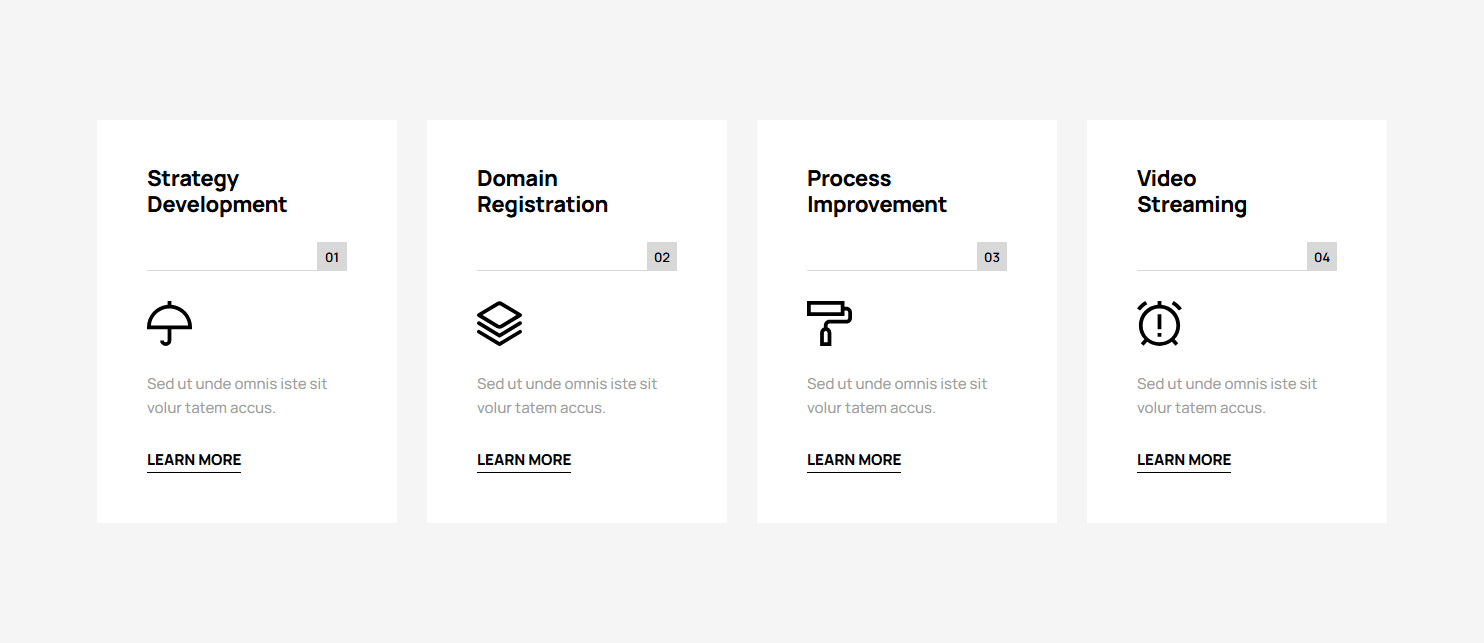 Strategy
Development
01
Sed ut unde omnis iste sit
volur tatem accus.
LEARN MORE
Domain
Registration
02
Sed ut unde omnis iste sit
volur tatem accus.
LEARN MORE
Process
Improvement
03
Sed ut unde omnis iste sit
volur tatem accus.
LEARN MORE
Video
Streaming
04
Sed ut unde omnis iste sit
volur tatem accus.
LEARN MORE